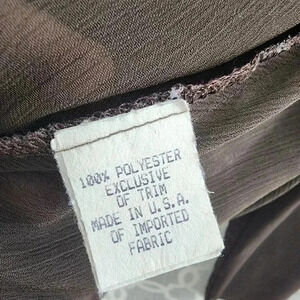 100% POLYESTER
EXCLUSIVE
OF TRIM
MADE IN U.S.A.
OF IMPORTED
FABRIC